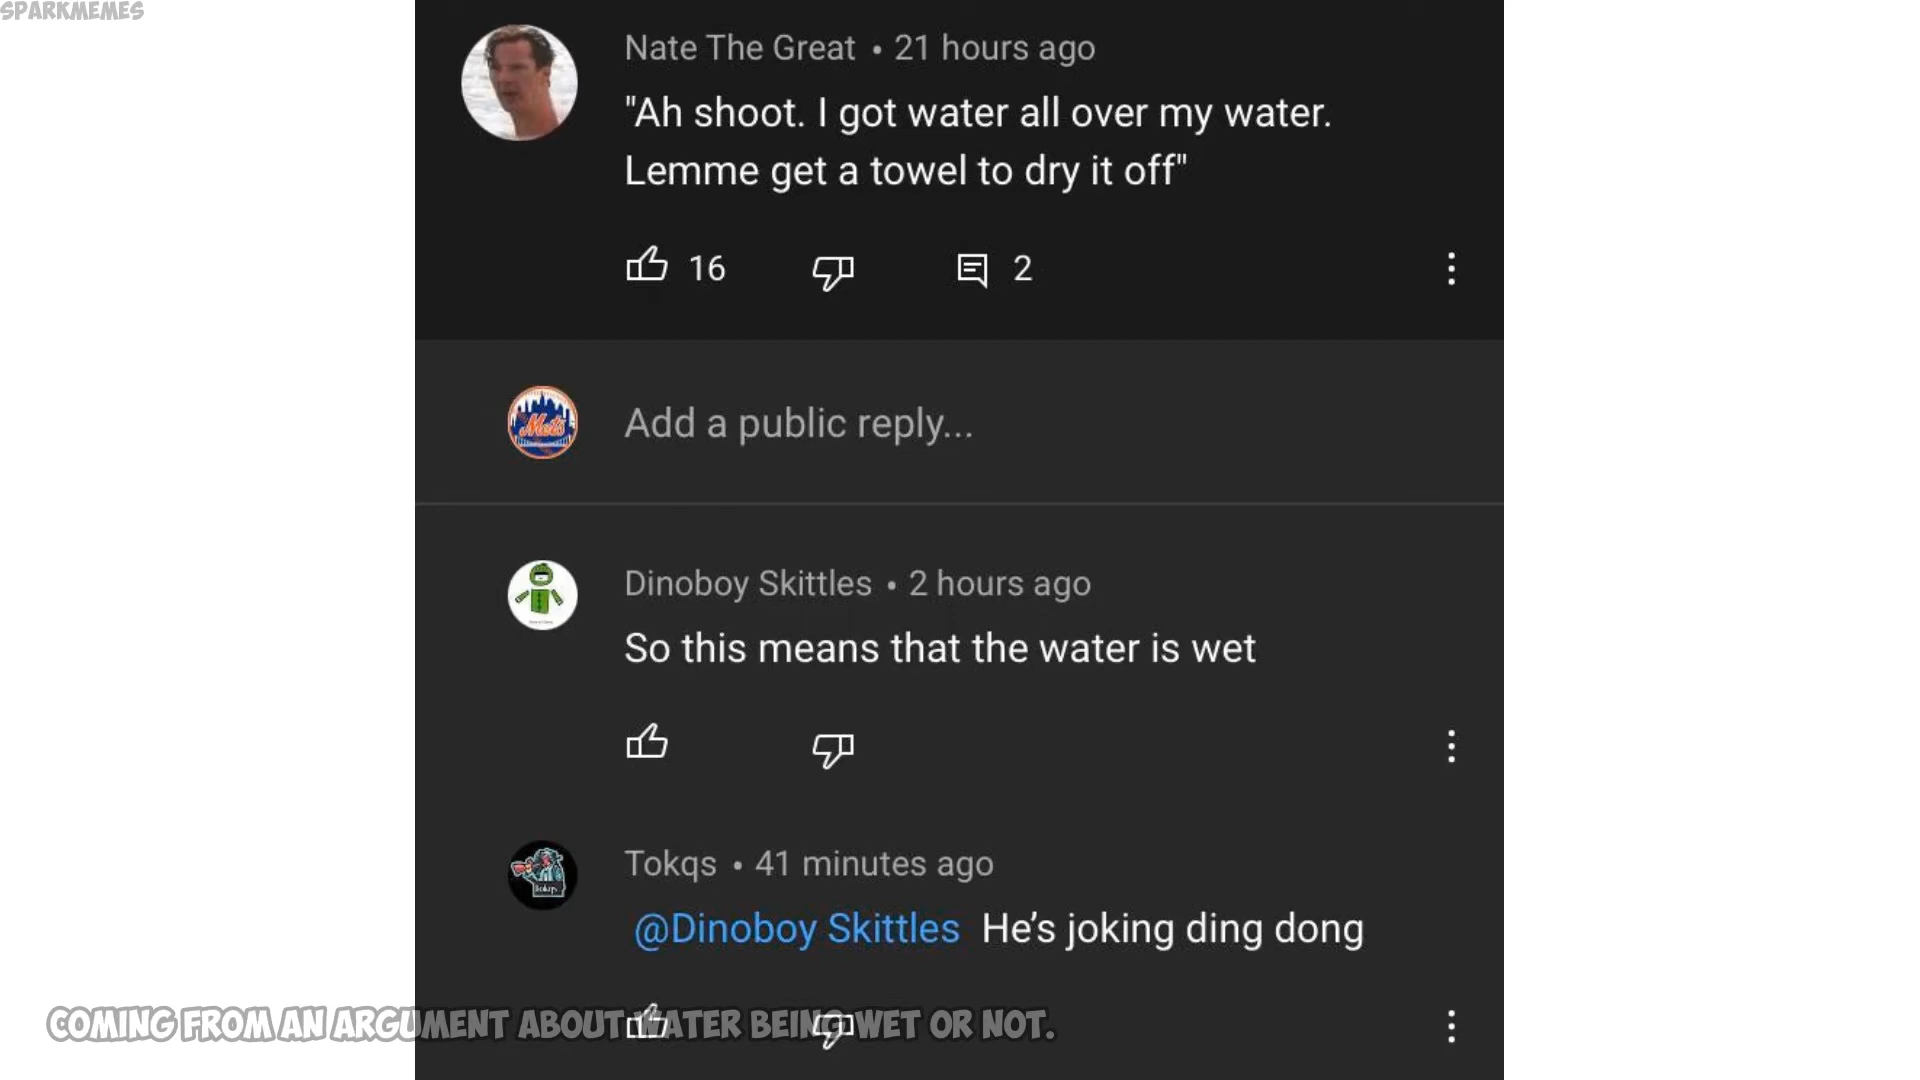 SPARKMEMES
Nate The Great • 21 hours ago
"Ah shoot. I got water all over my water.
Lemme get a towel to dry it off"
16
2
Mets
Add a public reply...
Dinoboy Skittles • 2 hours ago
So this means that the water is wet
Tokqs • 41 minutes ago
@Dinoboy Skittles He's joking ding dong
COMING FROM AN ARGUMENT ABOUT WATER BEING WET OR NOT.